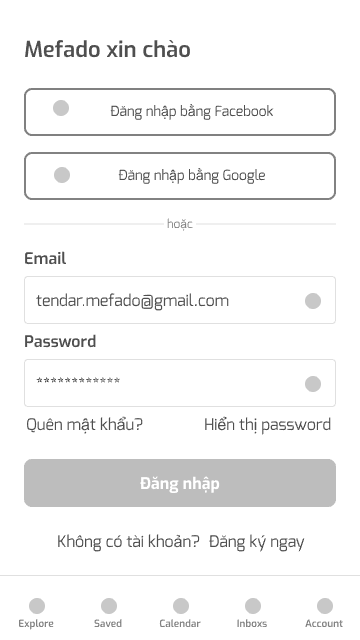 Mefado xin chào
Đăng nhập bằng Facebook
Đăng nhập bằng Google
hoặc
Email
tendar.mefado@gmail.com
Password
************
Quên mật khẩu? Hiển thị password
Đăng nhập
Không có tài khoản? Đăng ký ngay
Explore Saved Calendar Inboxs Account